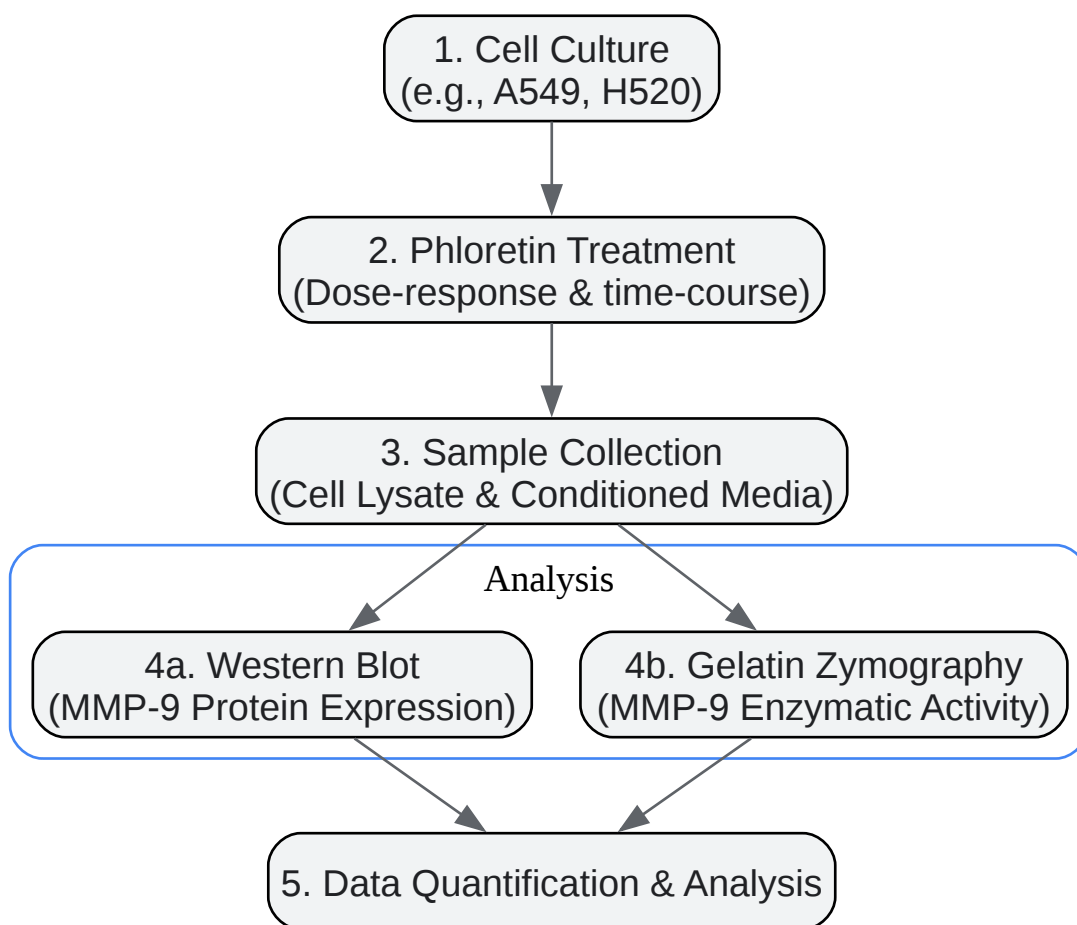 1. Cell Culture
(e.g., A549, H520)
2. Phloretin Treatment
(Dose-response & time-course)
3. Sample Collection
(Cell Lysate & Conditioned Media)
Analysis
4a. Western Blot
(MMP-9 Protein Expression)
4b. Gelatin Zymography
(MMP-9 Enzymatic Activity)
5. Data Quantification & Analysis